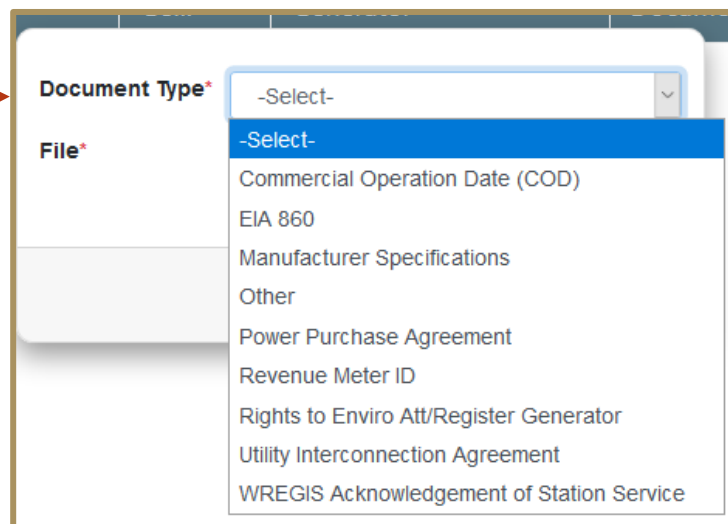 Document Type*
-Select-
File*
-Select-
Commercial Operation Date (COD)
EIA 860
Manufacturer Specifications
Other
Power Purchase Agreement
Revenue Meter ID
Rights to Enviro Att/Register Generator
Utility Interconnection Agreement
WREGIS Acknowledgement of Station Service